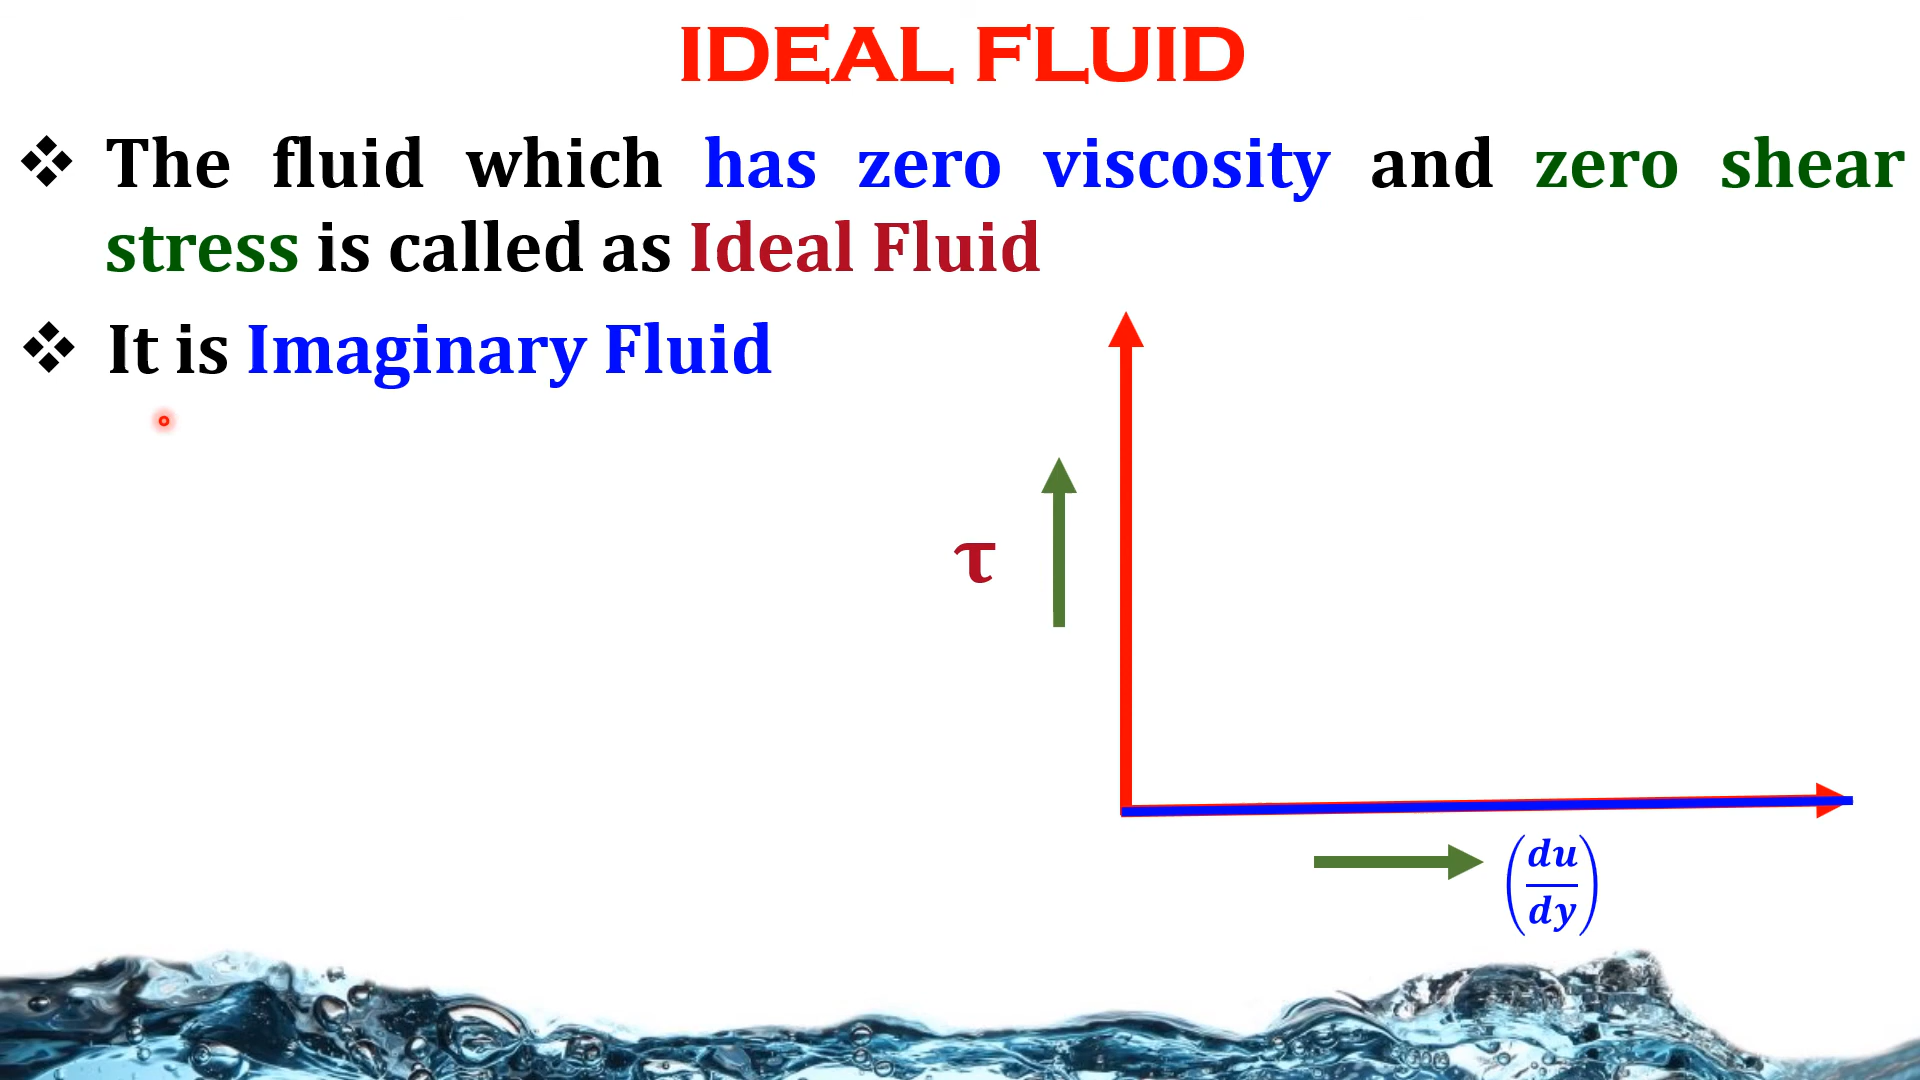 IDEAL FLUID
❖ The fluid which has zero viscosity and zero shear
stress is called as Ideal Fluid
❖ It is Imaginary Fluid
τ
(du/dy)